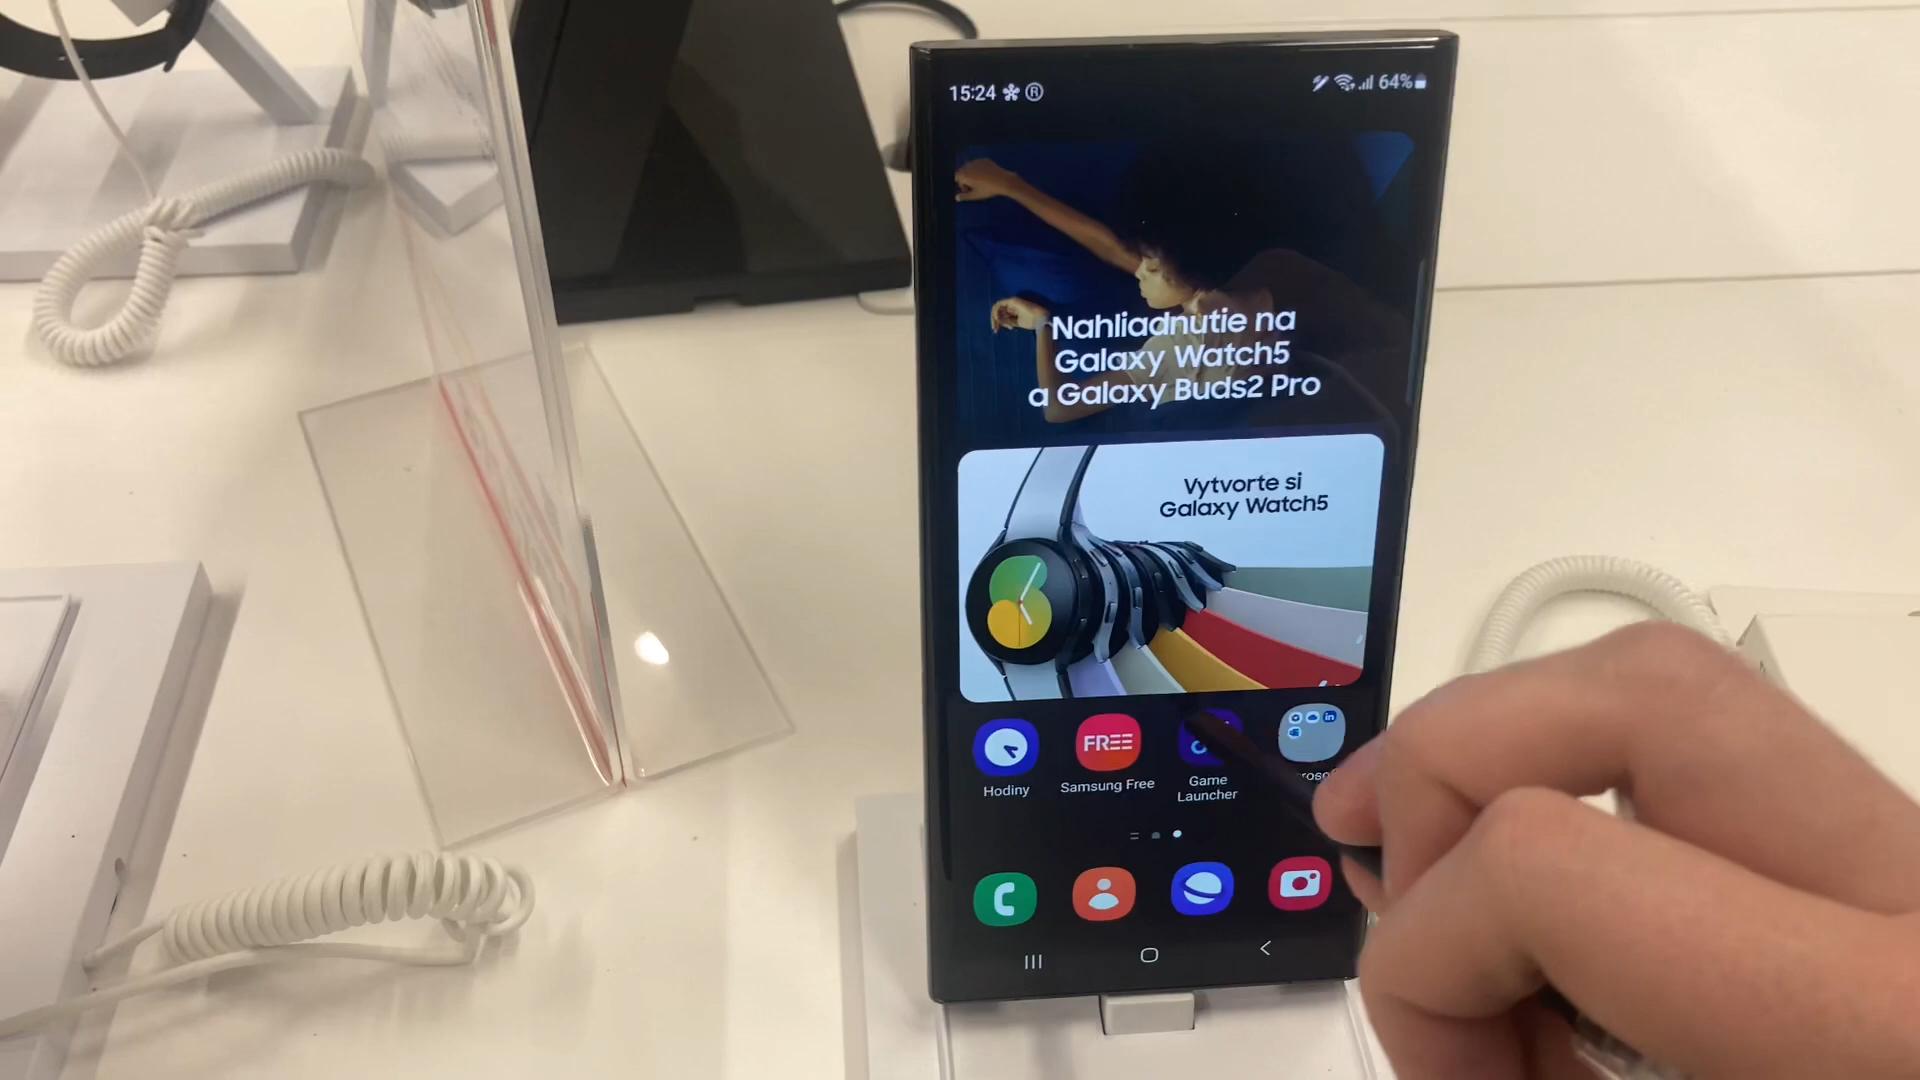 15:24
64%
Nahliadnutie na
Galaxy Watch5
a Galaxy Buds2 Pro
Vytvorte si
Galaxy Watch5
FREE
Hodiny
Samsung Free
Game
Launcher